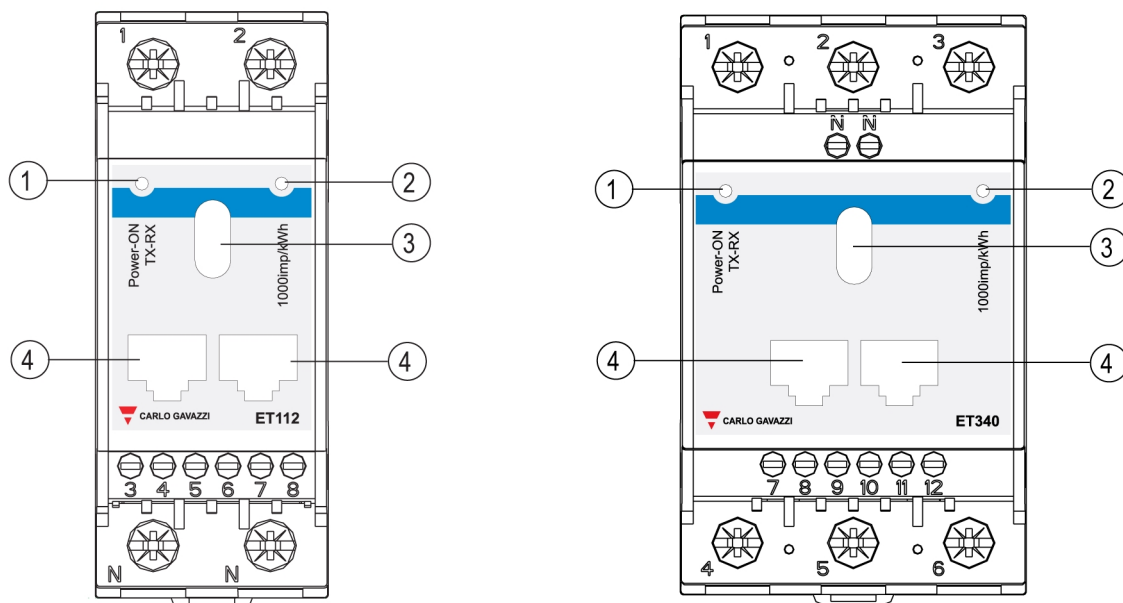 1 2
1 2
3
Power-ON
TX-RX
1000imp/kWh
4 4
CARLO GAVAZZI ET112
3 4 5 6 7 8
N N
1 2 3
N N
1 2
3
Power-ON
TX-RX
1000imp/kWh
4 4
CARLO GAVAZZI ET340
7 8 9 10 11 12
4 5 6